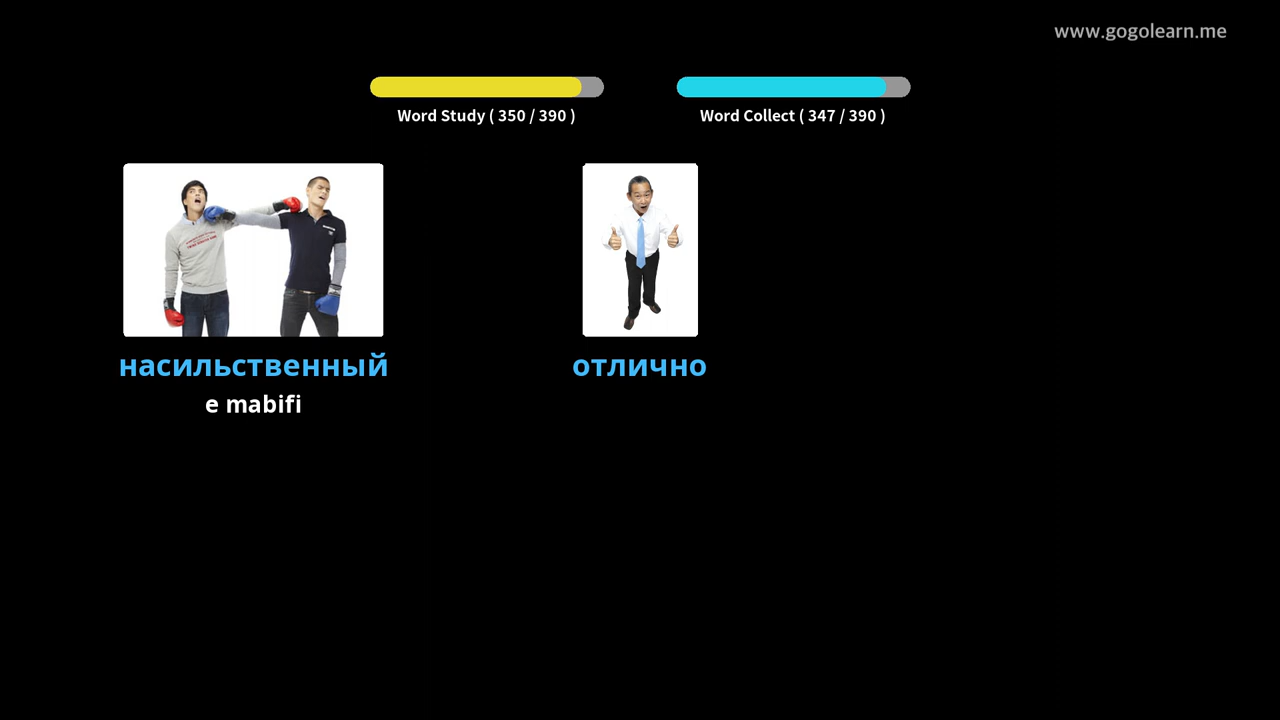 www.gogolearn.me
Word Study ( 350 / 390 )
Word Collect ( 347 / 390 )
насильственный
e mabifi
отлично